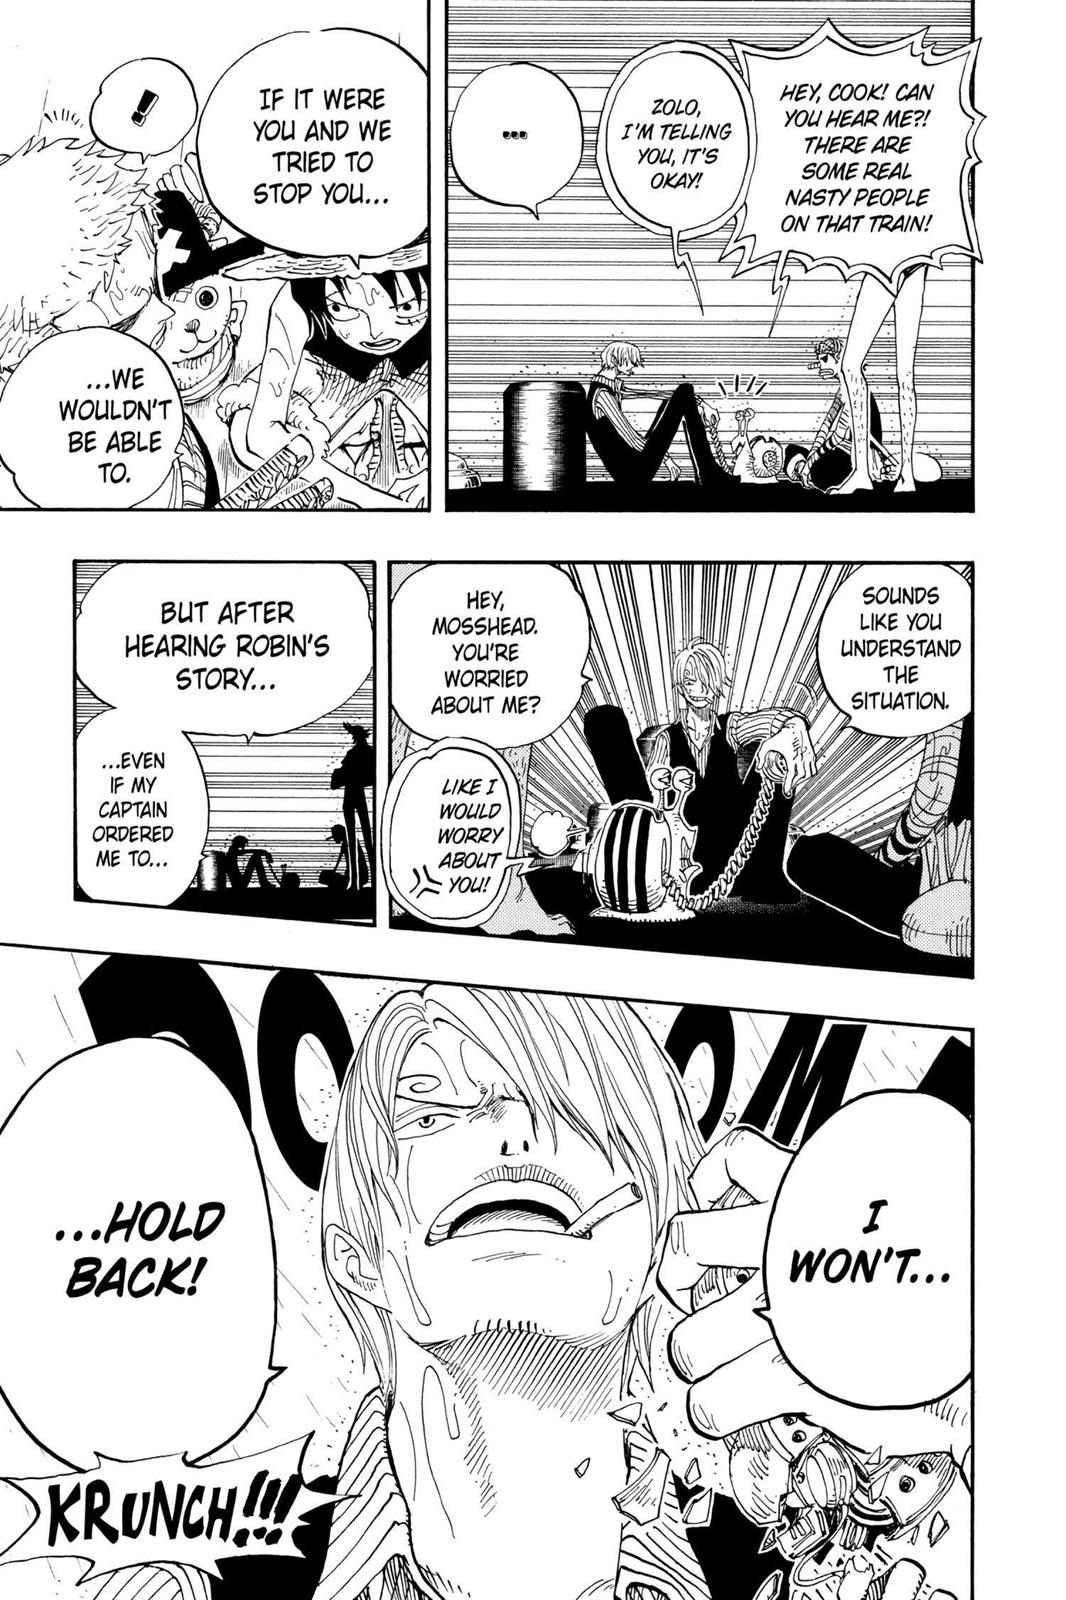 HEY, COOK! CAN
YOU HEAR ME?!
THERE ARE
SOME REAL
NASTY PEOPLE
ON THAT TRAIN!
ZOLO,
I'M TELLING
YOU, IT'S
OKAY!
...
IF IT WERE
YOU AND WE
TRIED TO
STOP YOU...
!
...WE
WOULDN'T
BE ABLE
TO.
SOUNDS
LIKE YOU
UNDERSTAND
THE
SITUATION.
HEY,
MOSSHEAD.
YOU'RE
WORRIED
ABOUT ME?
LIKE I
WOULD
WORRY
ABOUT
YOU!
BUT AFTER
HEARING ROBIN'S
STORY...
...EVEN
IF MY
CAPTAIN
ORDERED
ME TO...
I
WON'T...
...HOLD
BACK!
KRUNCH!!!